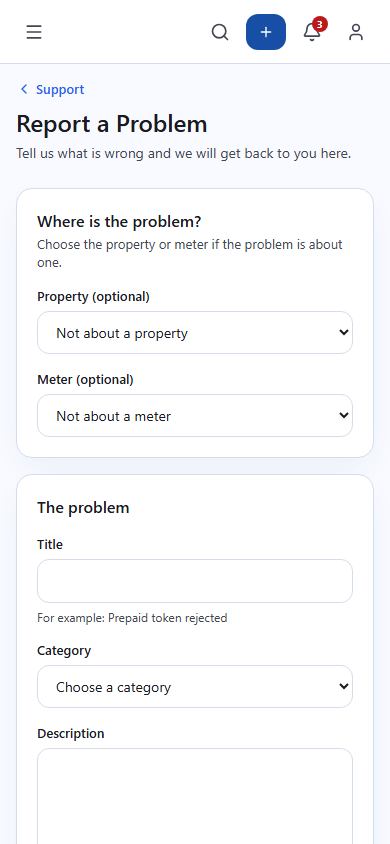 3
Support
Report a Problem
Tell us what is wrong and we will get back to you here.
Where is the problem?
Choose the property or meter if the problem is about
one.
Property (optional)
Not about a property
Meter (optional)
Not about a meter
The problem
Title
For example: Prepaid token rejected
Category
Choose a category
Description